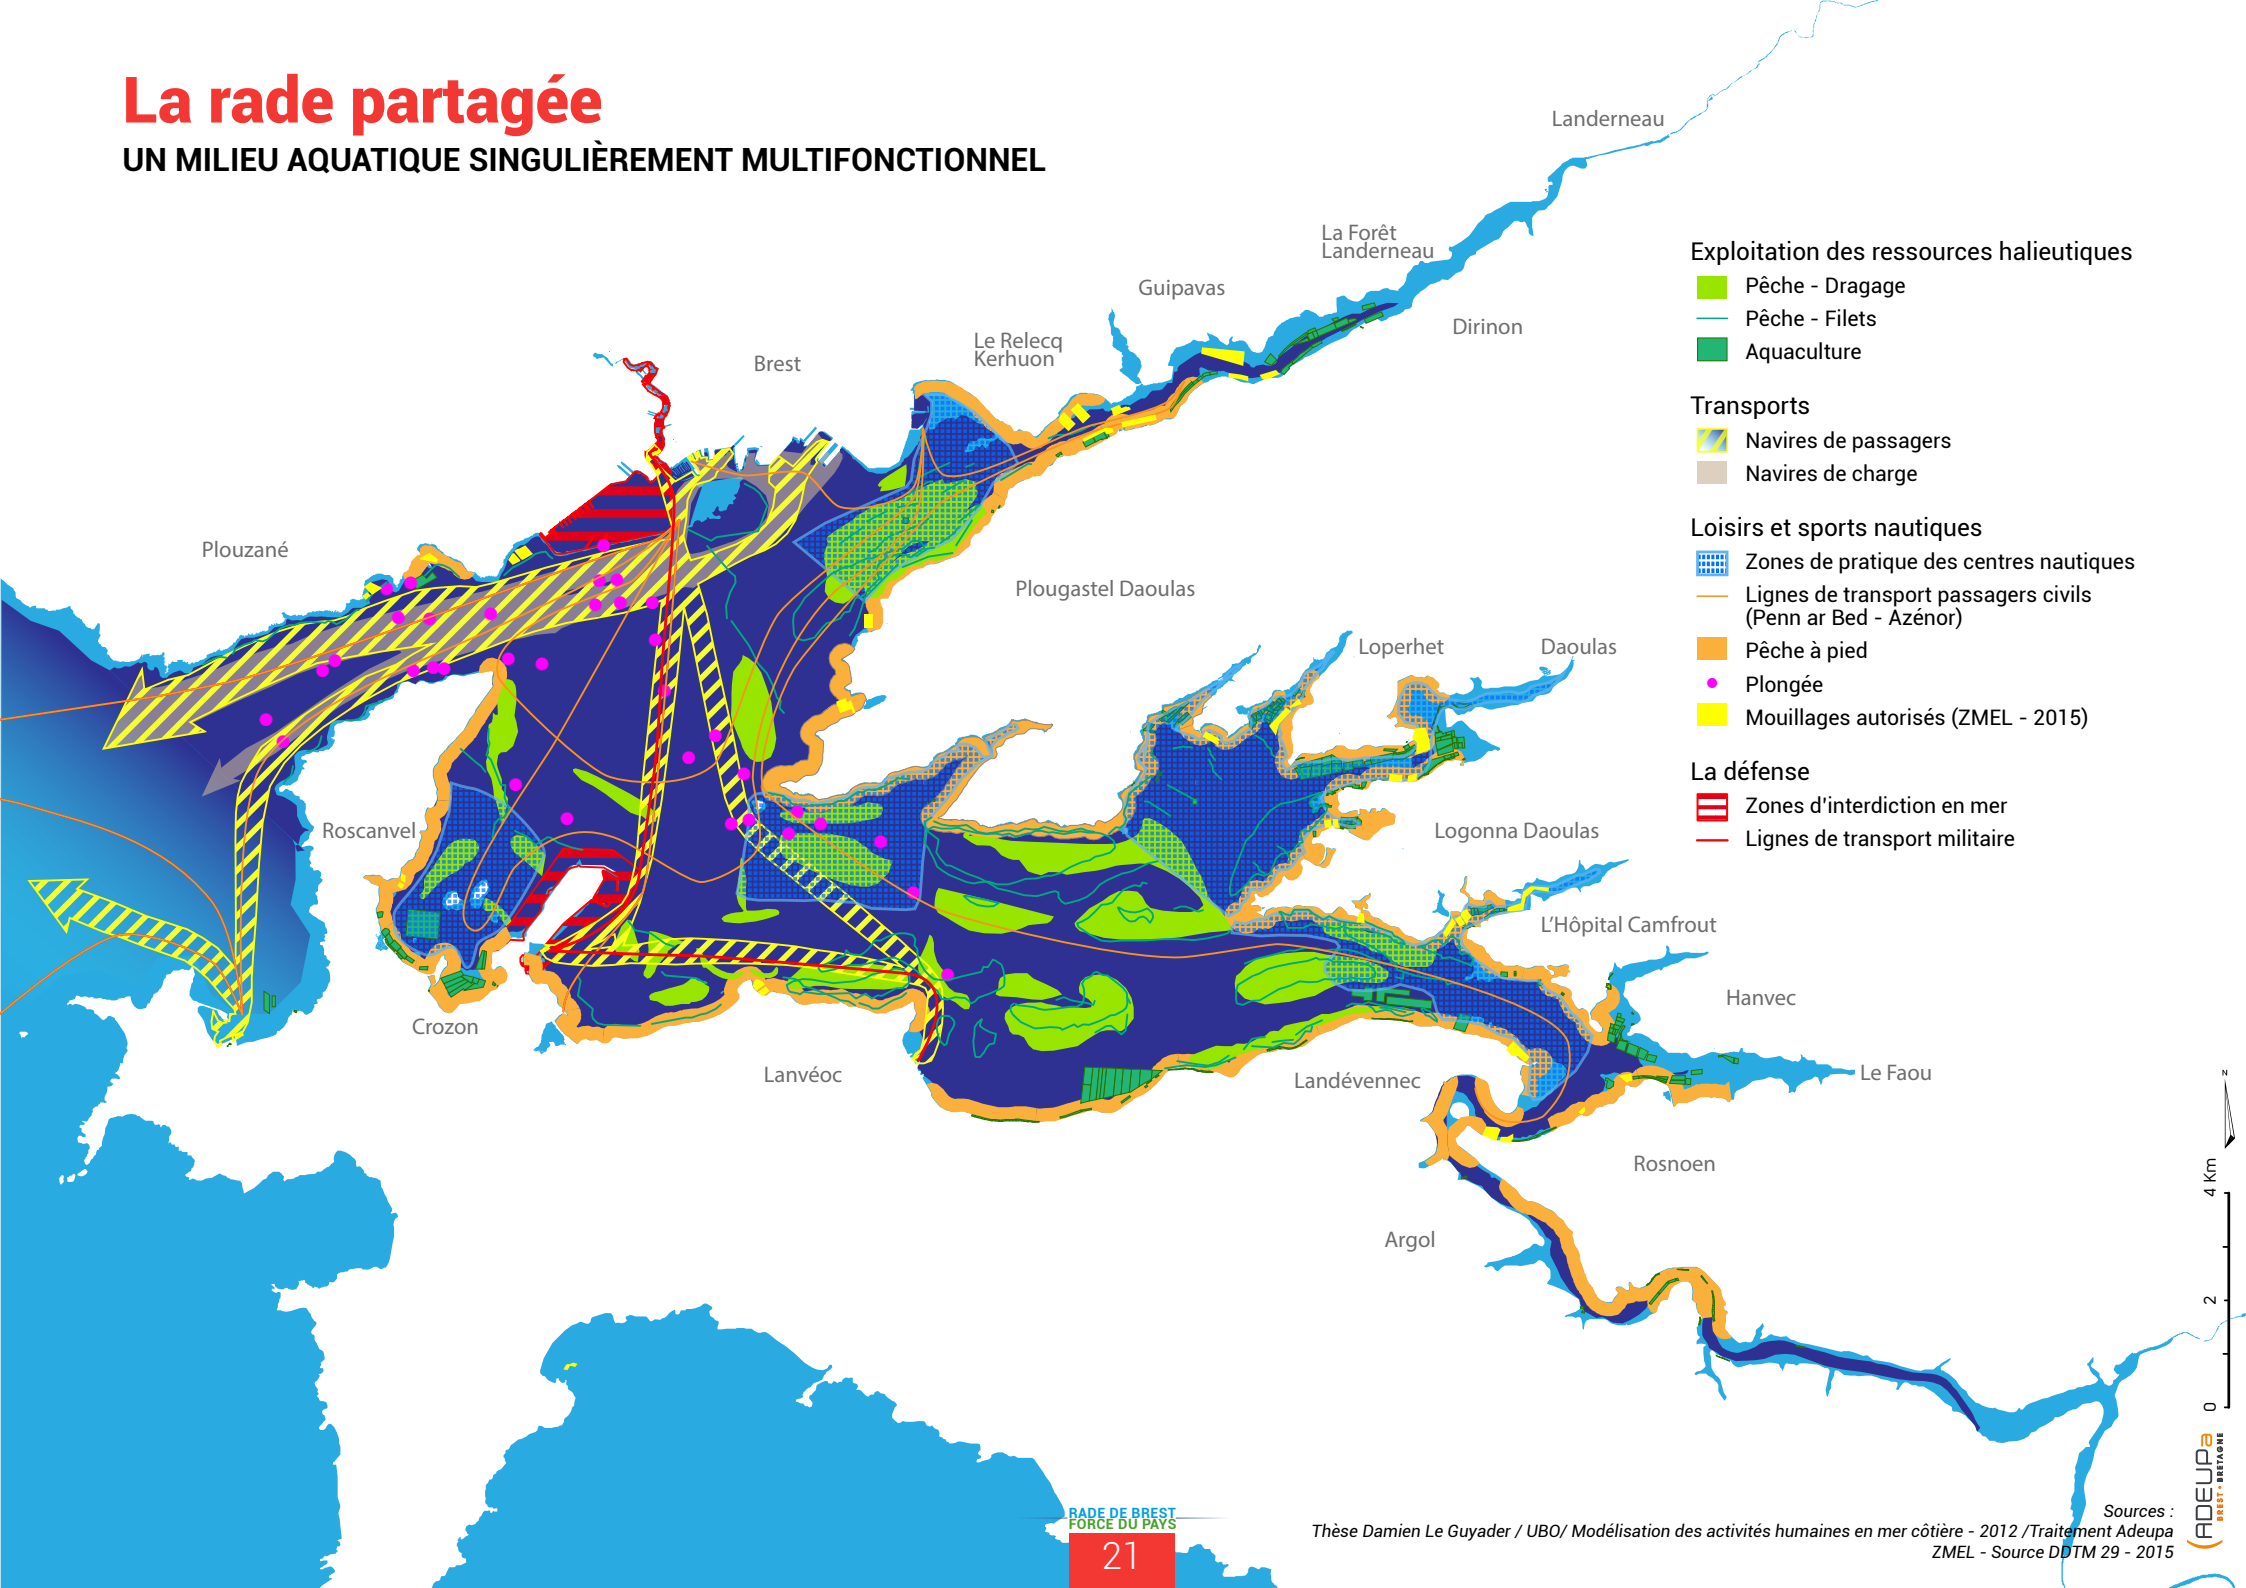 La rade partagée
UN MILIEU AQUATIQUE SINGULIÈREMENT MULTIFONCTIONNEL
Landerneau
La Forêt
Landerneau
Guipavas
Dirinon
Le Relecq
Kerhuon
Brest
Plouzané
Plougastel Daoulas
Loperhet
Daoulas
Roscanvel
Logonna Daoulas
L'Hôpital Camfrout
Hanvec
Crozon
Lanvéoc
Landévennec
Le Faou
Rosnoen
Argol
Exploitation des ressources halieutiques
Pêche - Dragage
Pêche - Filets
Aquaculture
Transports
Navires de passagers
Navires de charge
Loisirs et sports nautiques
Zones de pratique des centres nautiques
Lignes de transport passagers civils
(Penn ar Bed - Azénor)
Pêche à pied
Plongée
Mouillages autorisés (ZMEL - 2015)
La défense
Zones d'interdiction en mer
Lignes de transport militaire
N
4 Km
2
0
ADEUPa
BREST • BRETAGNE
RADE DE BREST
FORCE DU PAYS
21
Sources :
Thèse Damien Le Guyader / UBO/ Modélisation des activités humaines en mer côtière - 2012 /Traitement Adeupa
ZMEL - Source DDTM 29 - 2015